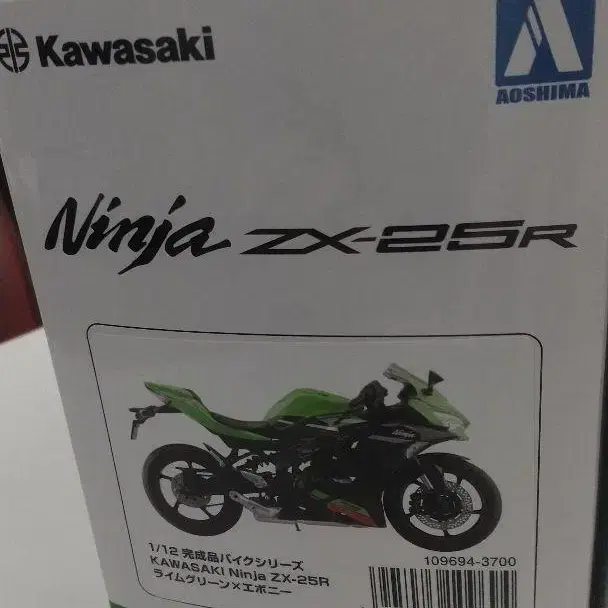 Kawasaki
AOSHIMA
Ninja ZX-25R
Ninja
1/12 完成品バイクシリーズ
KAWASAKI Ninja ZX-25R
ライムグリーン×エボニー
109694-3700